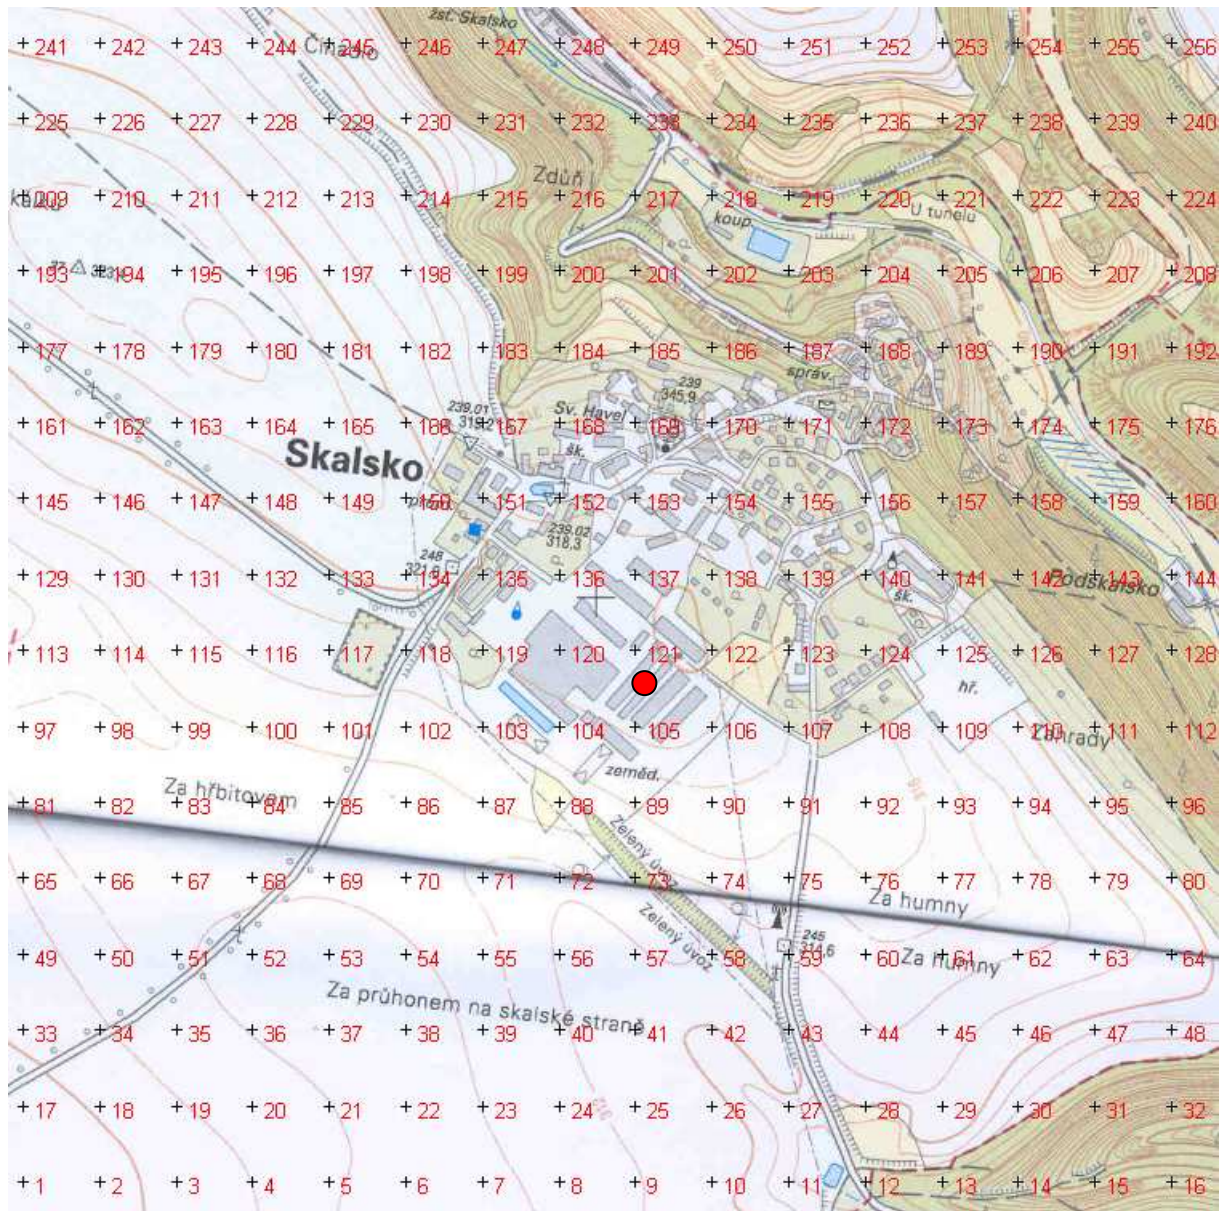 žst. Skalsko
241 242 243 244 245 246 247 248 249 250 251 252 253 254 255 256
225 226 227 228 229 230 231 232 233 234 235 236 237 238 239 240
Zdůň
209 210 211 212 213 214 215 216 217 218 219 220 221 222 223 224
koup.
U tunelu
193 194 195 196 197 198 199 200 201 202 203 204 205 206 207 208
177 178 179 180 181 182 183 184 185 186 187 188 189 190 191 192
správ.
239
345,9
239.01
Sv. Havel
161 162 163 164 165 166 167 168 169 170 171 172 173 174 175 176
Skalsko
šk.
145 146 147 148 149 150 151 152 153 154 155 156 157 158 159 160
239.02
318,3
248
321,6
129 130 131 132 133 134 135 136 137 138 139 140 141 142 143 144
Podskalsko
šk.
113 114 115 116 117 118 119 120 121 122 123 124 125 126 127 128
hř.
97 98 99 100 101 102 103 104 105 106 107 108 109 110 111 112
Zahrady
zeměd.
Za hřbitovem
81 82 83 84 85 86 87 88 89 90 91 92 93 94 95 96
316
Zelený úvoz
65 66 67 68 69 70 71 72 73 74 75 76 77 78 79 80
Za humny
Zelený úvoz
245
314,6
49 50 51 52 53 54 55 56 57 58 59 60 61 62 63 64
Za humny
Za průhonem na skalské straně
33 34 35 36 37 38 39 40 41 42 43 44 45 46 47 48
17 18 19 20 21 22 23 24 25 26 27 28 29 30 31 32
312
1 2 3 4 5 6 7 8 9 10 11 12 13 14 15 16